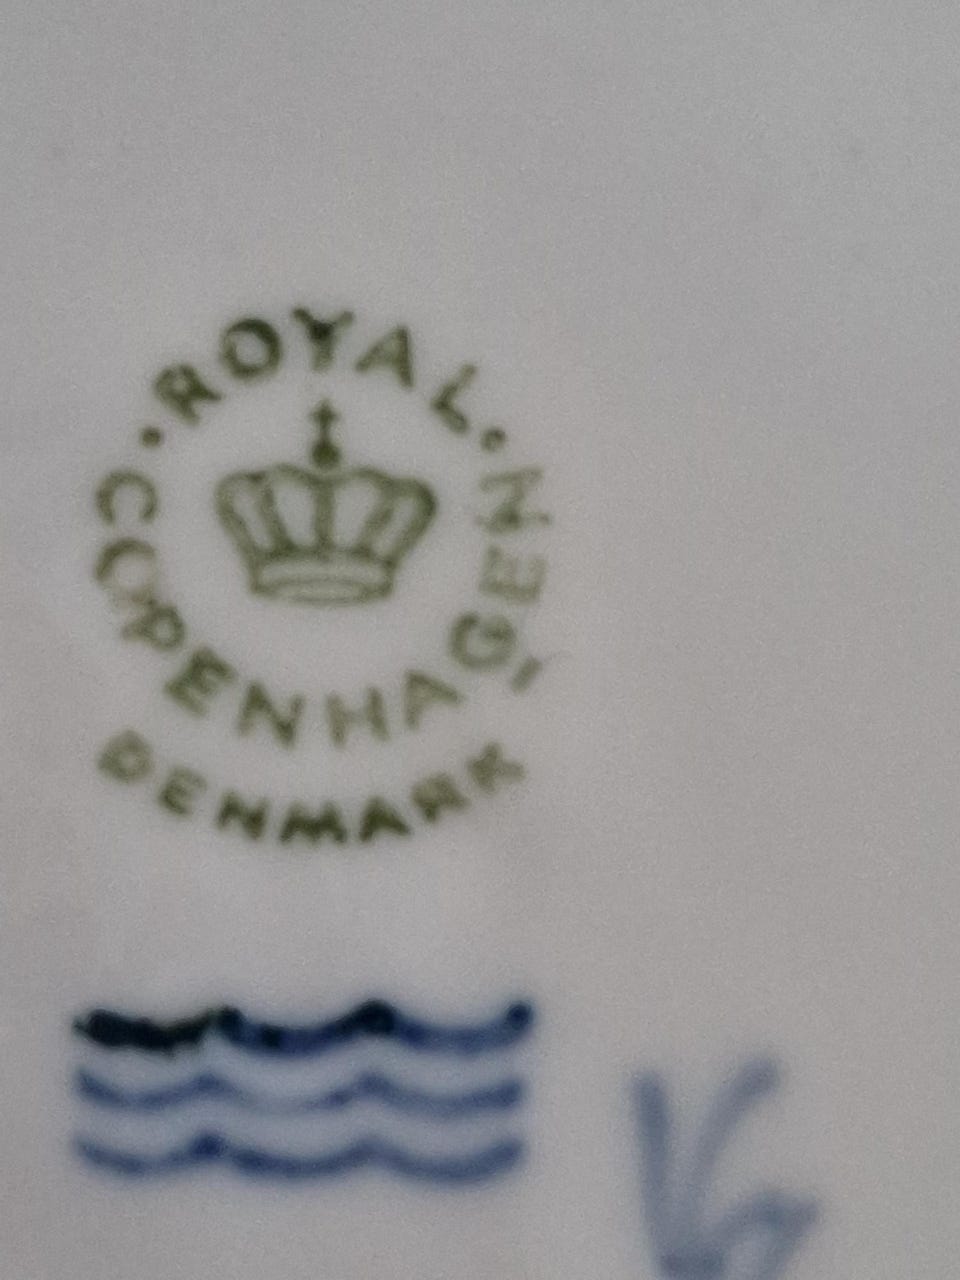 · ROYAL ·
COPENHAGEN
DENMARK